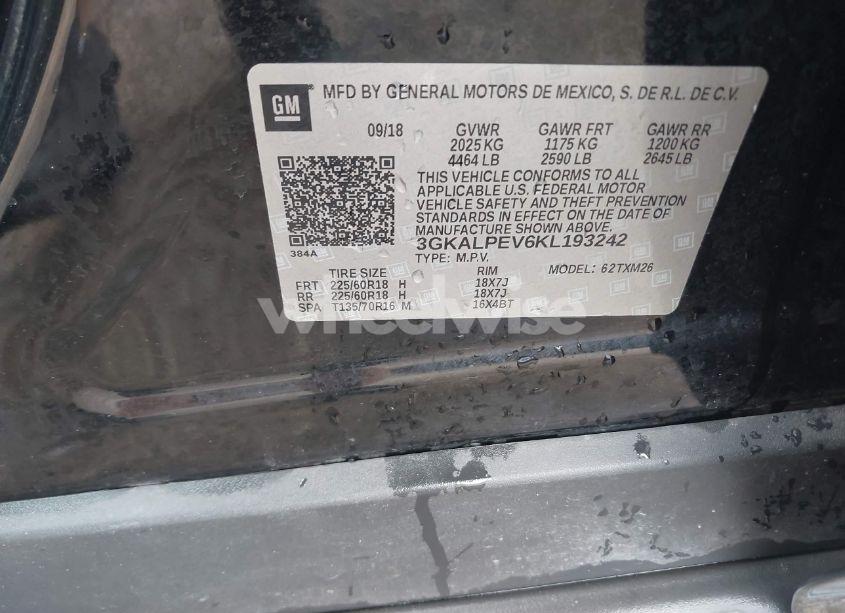 GM
MFD BY GENERAL MOTORS DE MEXICO, S. DE R.L. DE C.V.
09/18 GVWR GAWR FRT GAWR RR
2025 KG 1175 KG 1200 KG
4464 LB 2590 LB 2645 LB
THIS VEHICLE CONFORMS TO ALL
APPLICABLE U.S. FEDERAL MOTOR
VEHICLE SAFETY AND THEFT PREVENTION
STANDARDS IN EFFECT ON THE DATE OF
MANUFACTURE SHOWN ABOVE.
384A 3GKALPEV6KL193242
TYPE: M.P.V. MODEL: 62TXM26
TIRE SIZE RIM
FRT 225/60R18 H 18X7J
RR 225/60R18 H 18X7J
SPA T135/70R16 M 16X4BT
wheelwise